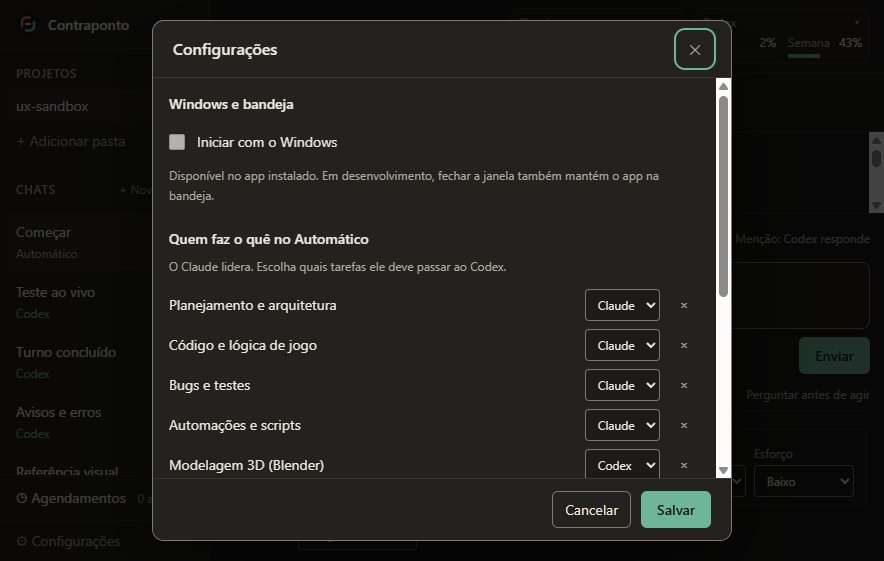 Contraponto
PROJETOS
ux-sandbox
+ Adicionar pasta
CHATS
+ Nov
Começar
Automático
Teste ao vivo
Codex
Turno concluído
Codex
Avisos e erros
Codex
Referência visual
Agendamentos
Configurações
Configurações
Windows e bandeja
Iniciar com o Windows
Disponível no app instalado. Em desenvolvimento, fechar a janela também mantém o app na
bandeja.
Quem faz o quê no Automático
O Claude lidera. Escolha quais tarefas ele deve passar ao Codex.
Planejamento e arquitetura
Claude
Código e lógica de jogo
Claude
Bugs e testes
Claude
Automações e scripts
Claude
Modelagem 3D (Blender)
Codex
Cancelar
Salvar
2%
Semana
43%
Menção: Codex responde
Enviar
Perguntar antes de agir
Esforço
Baixo